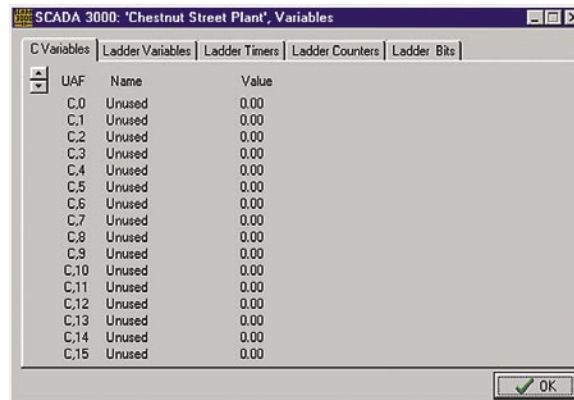 SCADA 3000: 'Chestnut Street Plant', Variables
C Variables Ladder Variables Ladder Timers Ladder Counters Ladder Bits
UAF Name Value
C,0 Unused 0.00
C,1 Unused 0.00
C,2 Unused 0.00
C,3 Unused 0.00
C,4 Unused 0.00
C,5 Unused 0.00
C,6 Unused 0.00
C,7 Unused 0.00
C,8 Unused 0.00
C,9 Unused 0.00
C,10 Unused 0.00
C,11 Unused 0.00
C,12 Unused 0.00
C,13 Unused 0.00
C,14 Unused 0.00
C,15 Unused 0.00
OK